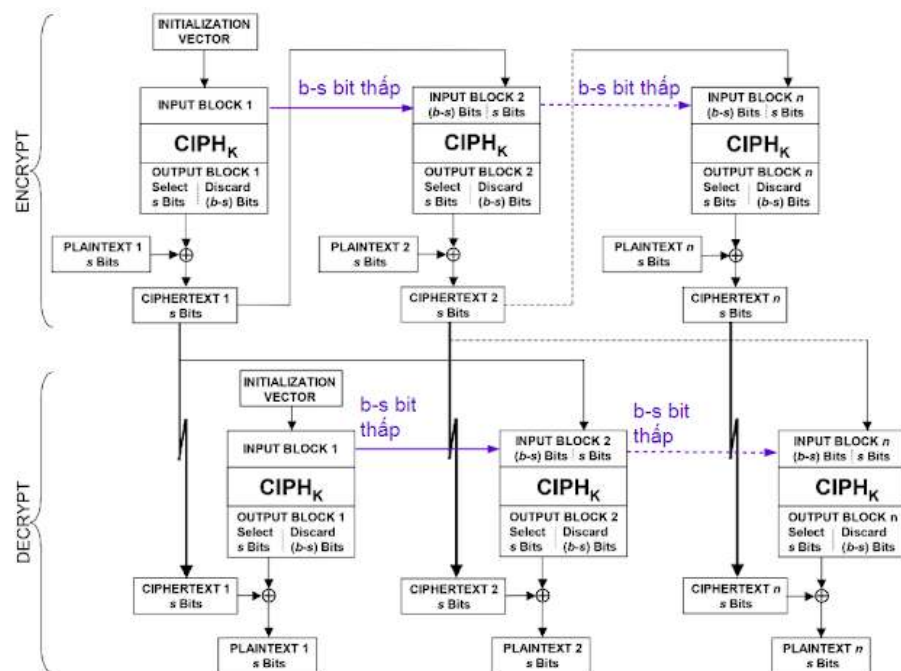 INITIALIZATION
VECTOR
b-s bit thấp
b-s bit thấp
INPUT BLOCK 1
INPUT BLOCK 2
(b-s) Bits s Bits
INPUT BLOCK n
(b-s) Bits s Bits
CIPHK
CIPHK
CIPHK
OUTPUT BLOCK 1
Select Discard
s Bits (b-s) Bits
OUTPUT BLOCK 2
Select Discard
s Bits (b-s) Bits
OUTPUT BLOCK n
Select Discard
s Bits (b-s) Bits
ENCRYPT
PLAINTEXT 1
s Bits
PLAINTEXT 2
s Bits
PLAINTEXT n
s Bits
CIPHERTEXT 1
s Bits
CIPHERTEXT 2
s Bits
CIPHERTEXT n
s Bits
INITIALIZATION
VECTOR
b-s bit
thấp
b-s bit
thấp
INPUT BLOCK 1
INPUT BLOCK 2
(b-s) Bits s Bits
INPUT BLOCK n
(b-s) Bits s Bits
CIPHK
CIPHK
CIPHK
OUTPUT BLOCK 1
Select Discard
s Bits (b-s) Bits
OUTPUT BLOCK 2
Select Discard
s Bits (b-s) Bits
OUTPUT BLOCK n
Select Discard
s Bits (b-s) Bits
DECRYPT
CIPHERTEXT 1
s Bits
CIPHERTEXT 2
s Bits
CIPHERTEXT n
s Bits
PLAINTEXT 1
s Bits
PLAINTEXT 2
s Bits
PLAINTEXT n
s Bits